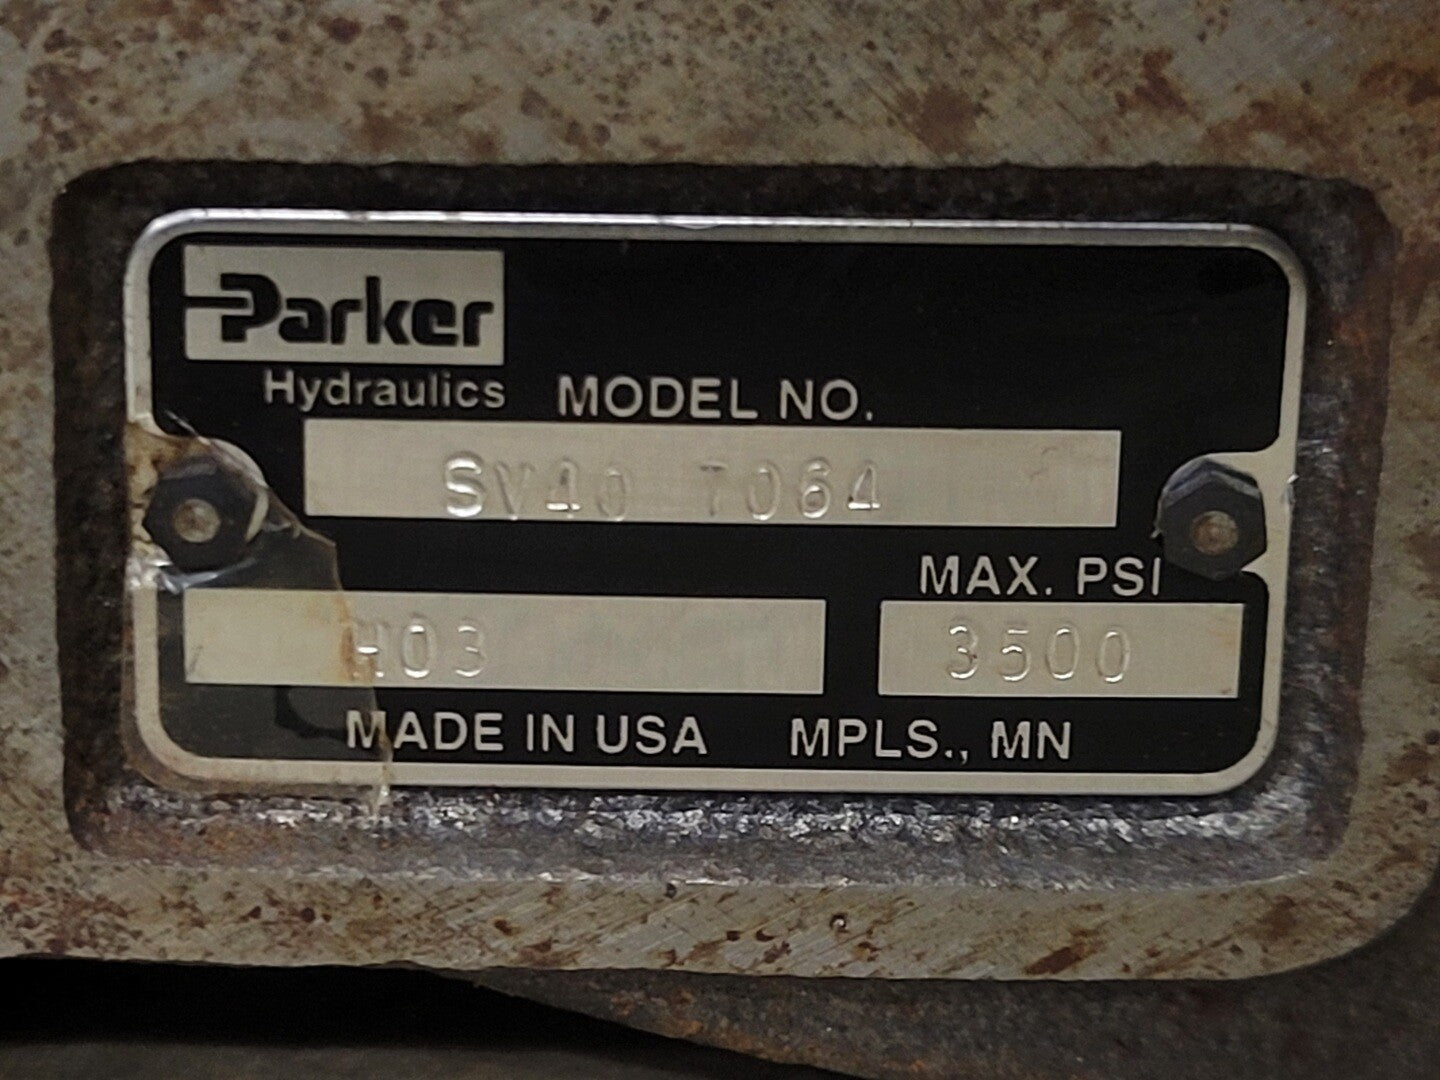 Parker
Hydraulics
MODEL NO.
SV40 7064
MAX. PSI
H03
3500
MADE IN USA MPLS., MN